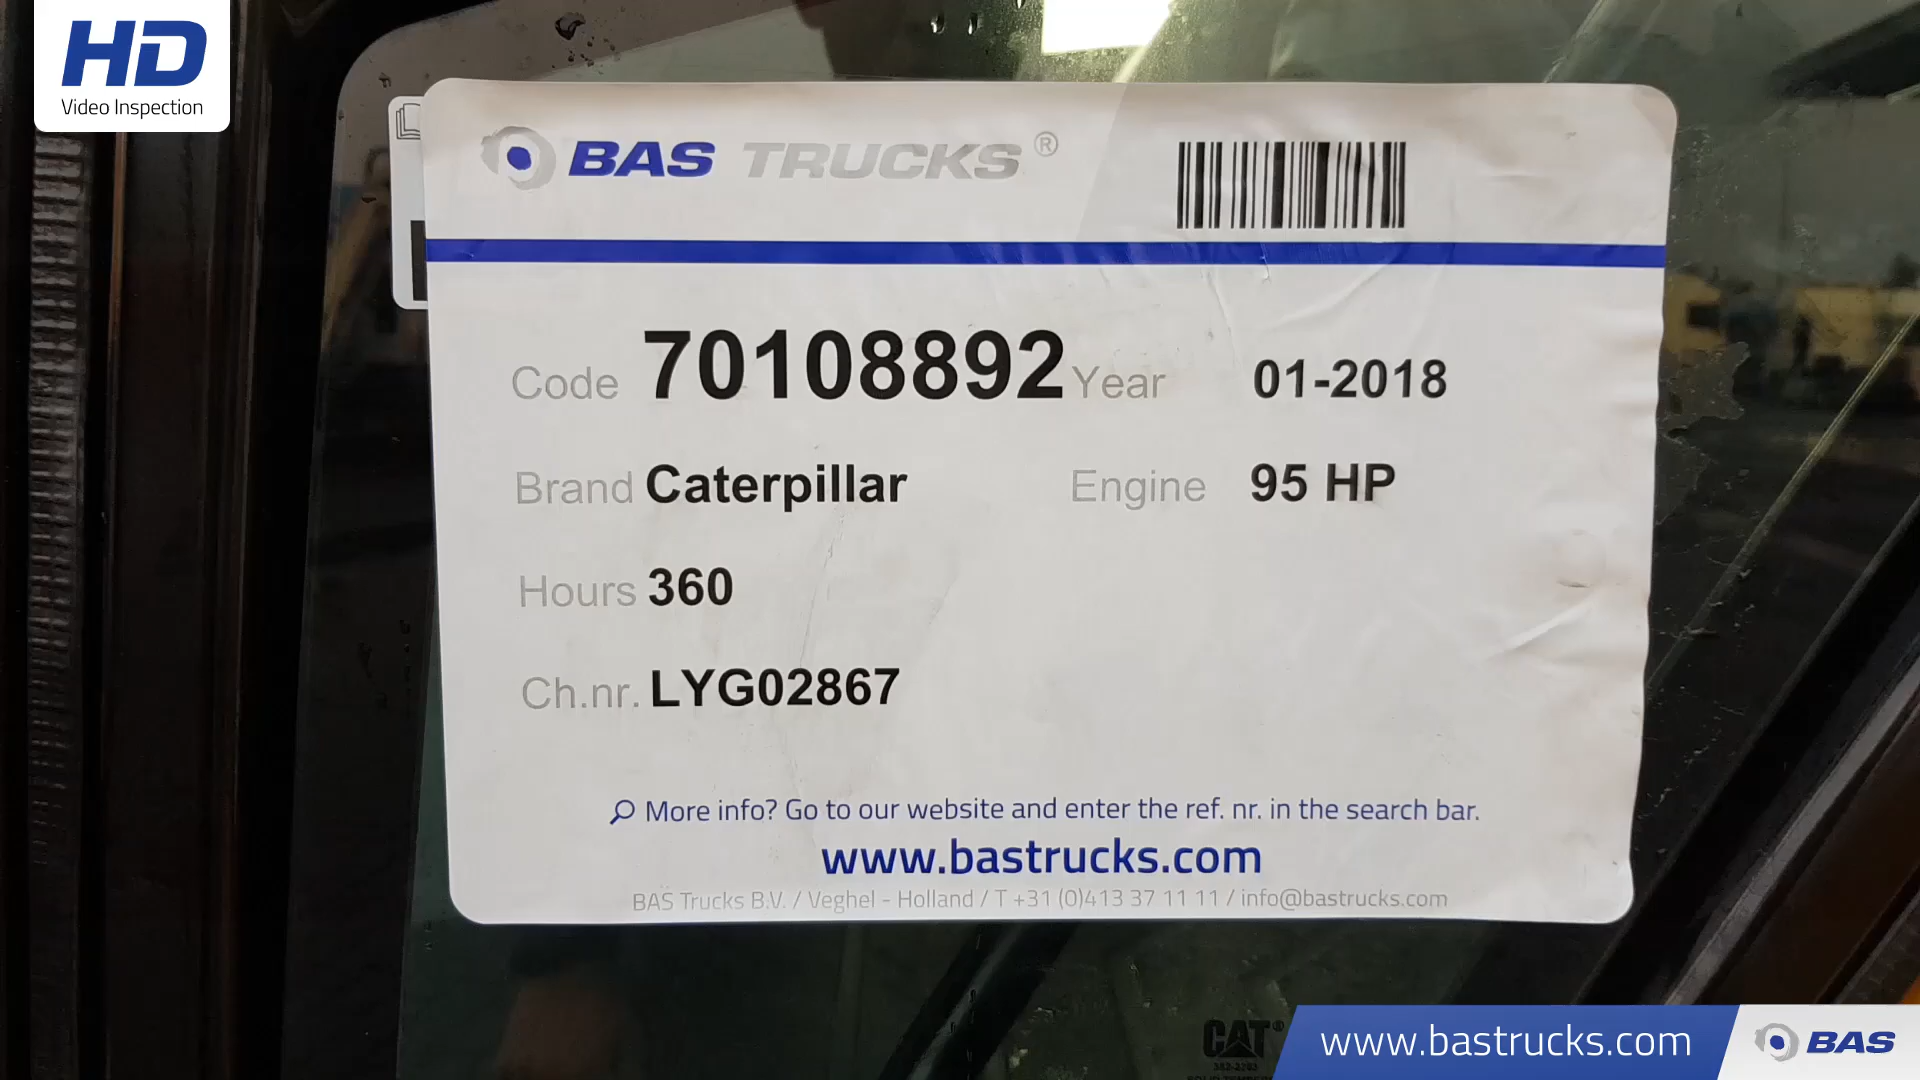 HD
Video Inspection
BAS TRUCKS®
Code 70108892 Year 01-2018
Brand Caterpillar Engine 95 HP
Hours 360
Ch.nr. LYG02867
More info? Go to our website and enter the ref. nr. in the search bar.
www.bastrucks.com
BAS Trucks B.V. / Veghel - Holland / T +31 (0)413 37 11 11 / info@bastrucks.com
CAT®
www.bastrucks.com BAS